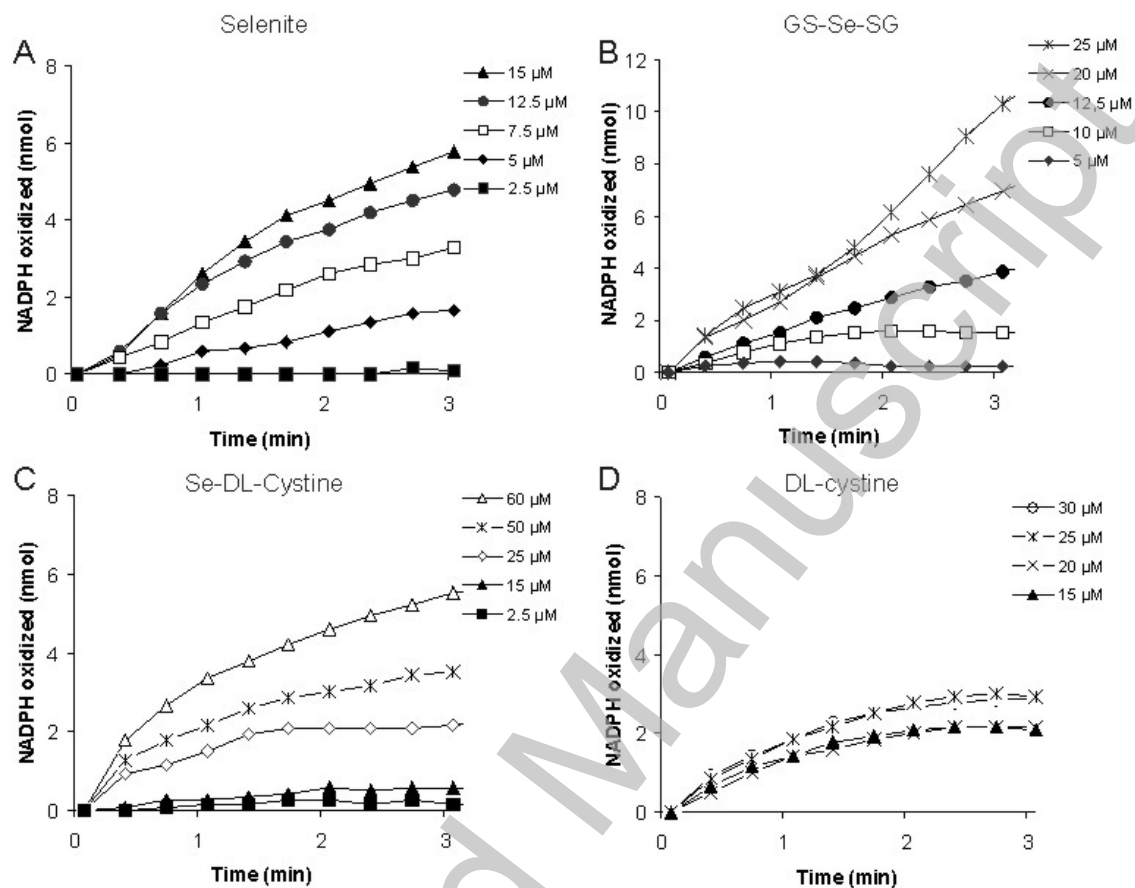 Selenite
A
8
6
4
2
0
NADPH oxidized (nmol)
0 1 2 3
Time (min)
15 µM
12.5 µM
7.5 µM
5 µM
2.5 µM
GS-Se-SG
B
12
10
8
6
4
2
0
NADPH oxidized (nmol)
0 1 2 3
Time (min)
25 µM
20 µM
12,5 µM
10 µM
5 µM
Se-DL-Cystine
C
8
6
4
2
0
NADPH oxidized (nmol)
0 1 2 3
Time (min)
60 µM
50 µM
25 µM
15 µM
2.5 µM
DL-cystine
D
8
6
4
2
0
NADPH oxidized (nmol)
0 1 2 3
Time (min)
30 µM
25 µM
20 µM
15 µM
d Manuscript